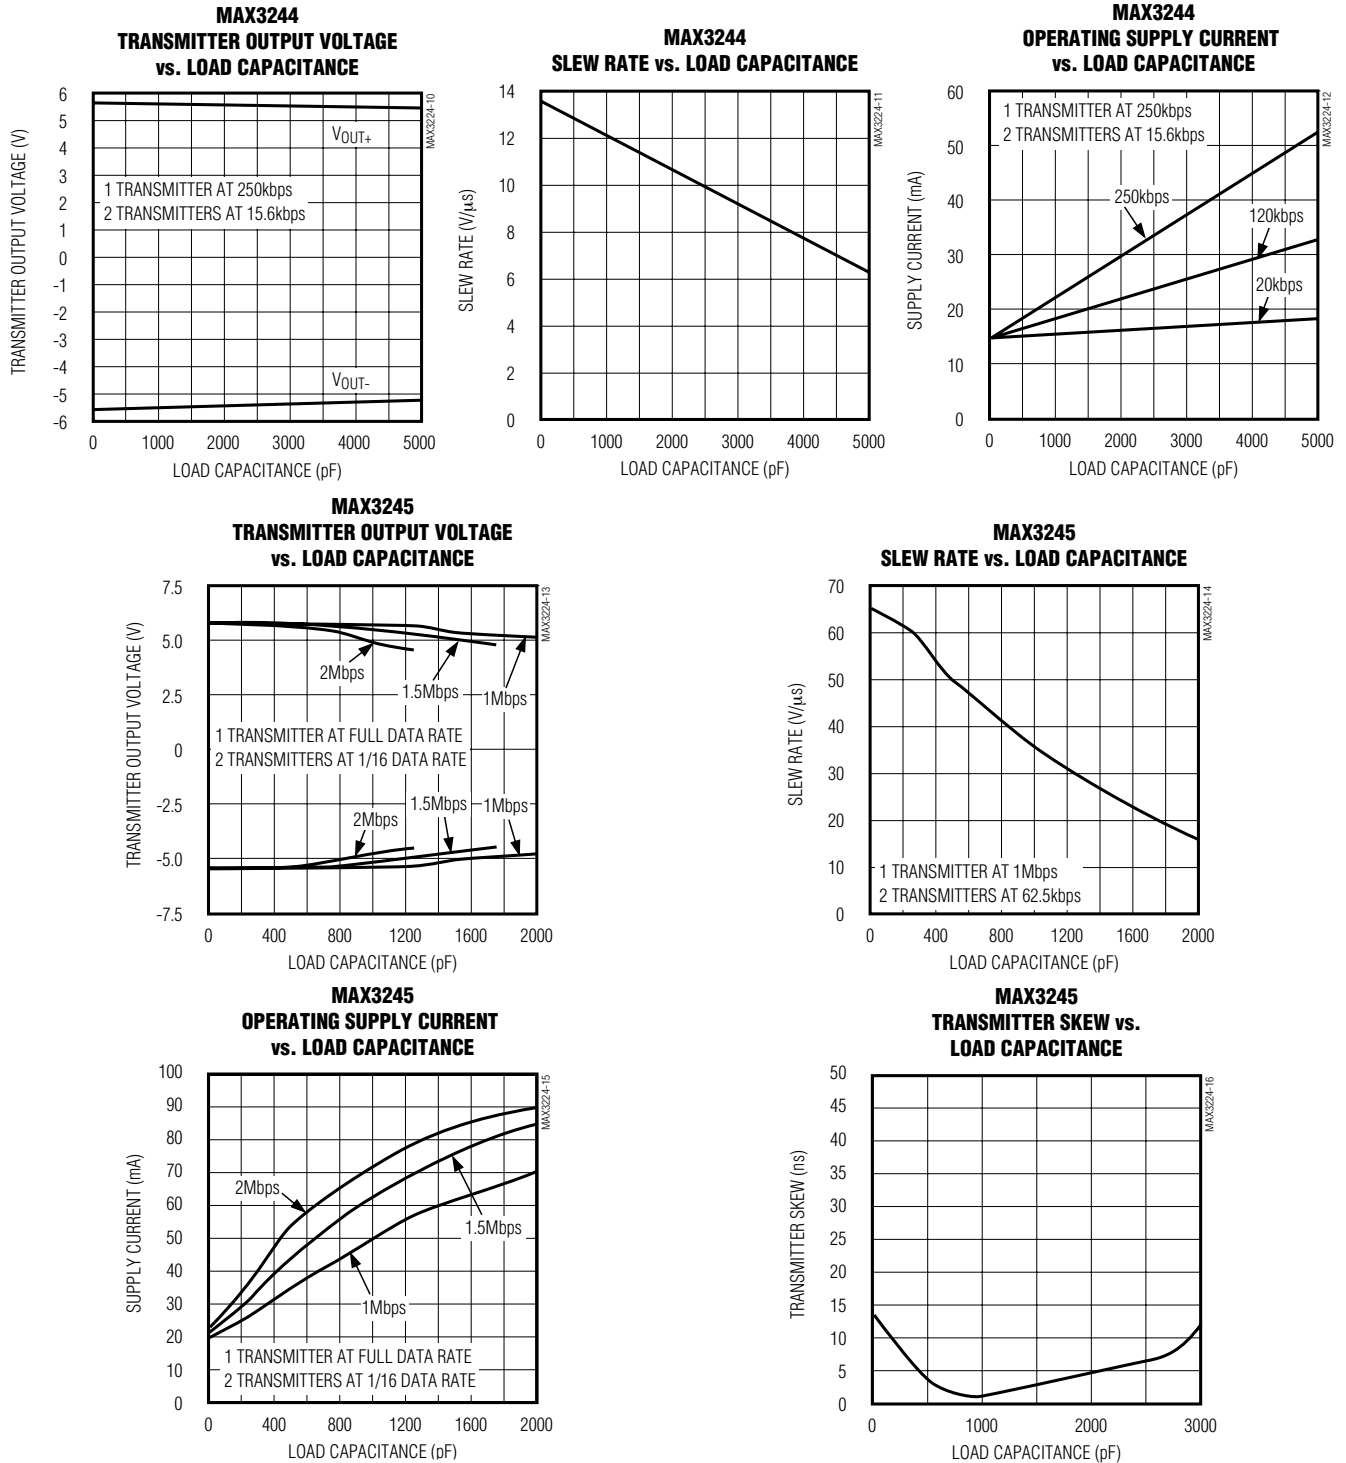 MAX3244
TRANSMITTER OUTPUT VOLTAGE
vs. LOAD CAPACITANCE
MAX3224-10
TRANSMITTER OUTPUT VOLTAGE (V)
6
5
4
3
2
1
0
-1
-2
-3
-4
-5
-6
VOUT+
1 TRANSMITTER AT 250kbps
2 TRANSMITTERS AT 15.6kbps
VOUT-
0 1000 2000 3000 4000 5000
LOAD CAPACITANCE (pF)
MAX3244
SLEW RATE vs. LOAD CAPACITANCE
MAX3224-11
SLEW RATE (V/μs)
14
12
10
8
6
4
2
0
0 1000 2000 3000 4000 5000
LOAD CAPACITANCE (pF)
MAX3244
OPERATING SUPPLY CURRENT
vs. LOAD CAPACITANCE
MAX3224-12
SUPPLY CURRENT (mA)
60
50
40
30
20
10
0
1 TRANSMITTER AT 250kbps
2 TRANSMITTERS AT 15.6kbps
250kbps
120kbps
20kbps
0 1000 2000 3000 4000 5000
LOAD CAPACITANCE (pF)
MAX3245
TRANSMITTER OUTPUT VOLTAGE
vs. LOAD CAPACITANCE
MAX3224-13
TRANSMITTER OUTPUT VOLTAGE (V)
7.5
5.0
2.5
0
-2.5
-5.0
-7.5
2Mbps
1.5Mbps
1Mbps
1 TRANSMITTER AT FULL DATA RATE
2 TRANSMITTERS AT 1/16 DATA RATE
1.5Mbps
1Mbps
2Mbps
0 400 800 1200 1600 2000
LOAD CAPACITANCE (pF)
MAX3245
SLEW RATE vs. LOAD CAPACITANCE
MAX3224-14
SLEW RATE (V/μs)
70
60
50
40
30
20
10
0
1 TRANSMITTER AT 1Mbps
2 TRANSMITTERS AT 62.5kbps
0 400 800 1200 1600 2000
LOAD CAPACITANCE (pF)
MAX3245
OPERATING SUPPLY CURRENT
vs. LOAD CAPACITANCE
MAX3224-15
SUPPLY CURRENT (mA)
100
90
80
70
60
50
40
30
20
10
0
2Mbps
1.5Mbps
1Mbps
1 TRANSMITTER AT FULL DATA RATE
2 TRANSMITTERS AT 1/16 DATA RATE
0 400 800 1200 1600 2000
LOAD CAPACITANCE (pF)
MAX3245
TRANSMITTER SKEW vs.
LOAD CAPACITANCE
MAX3224-16
TRANSMITTER SKEW (ns)
50
45
40
35
30
25
20
15
10
5
0
0 1000 2000 3000
LOAD CAPACITANCE (pF)